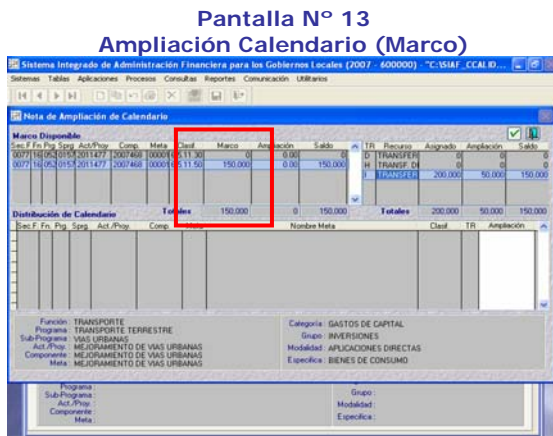 Pantalla Nº 13
Ampliación Calendario (Marco)
Sistema Integrado de Administración Financiera para los Gobiernos Locales (2007 - 600000) - "C:\SIAF_CCALID...
Sistemas Tablas Aplicaciones Procesos Consultas Reportes Comunicación Utilitarios
Nota de Ampliación de Calendario
Marco Disponible
Sec.F Fn Prg Sprg Act/Proy Comp. Meta Clasif. Marco Ampliación Saldo TR Recurso Asignado Ampliación Saldo
0077 16 052 0157 2011477 2007468 00001 5.11.30 0 0.00 0 D TRANSFER 0 0 0
0077 16 052 0157 2011477 2007468 00001 6.5.11.50 150,000 0.00 150,000 H TRANSF. DI 0 0 0
I TRANSFER 200,000 50,000 150,000
Distribución de Calendario Totales 150,000 0 150,000 Totales 200,000 50,000 150,000
Sec.F. Fn. Prg. Sprg. Act./Proy. Comp. Meta Nombre Meta Clasif. TR Ampliación
Función : TRANSPORTE Categoría : GASTOS DE CAPITAL
Programa : TRANSPORTE TERRESTRE Grupo : INVERSIONES
Sub-Programa : VIAS URBANAS Modalidad : APLICACIONES DIRECTAS
Act./Proy. : MEJORAMIENTO DE VIAS URBANAS Específica : BIENES DE CONSUMO
Componente : MEJORAMIENTO DE VIAS URBANAS
Meta : MEJORAMIENTO DE VIAS URBANAS
Programa :
Sub-Programa : Grupo :
Act./Proy. : Modalidad :
Componente : Específica :
Meta :